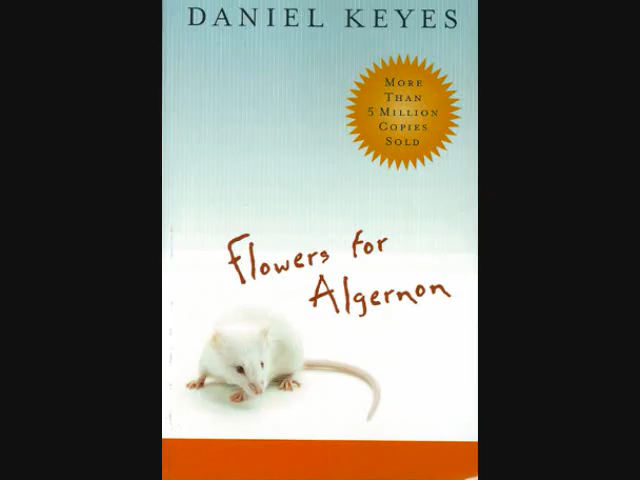 DANIEL KEYES
MORE
THAN
5 MILLION
COPIES
SOLD
Flowers for
Algernon